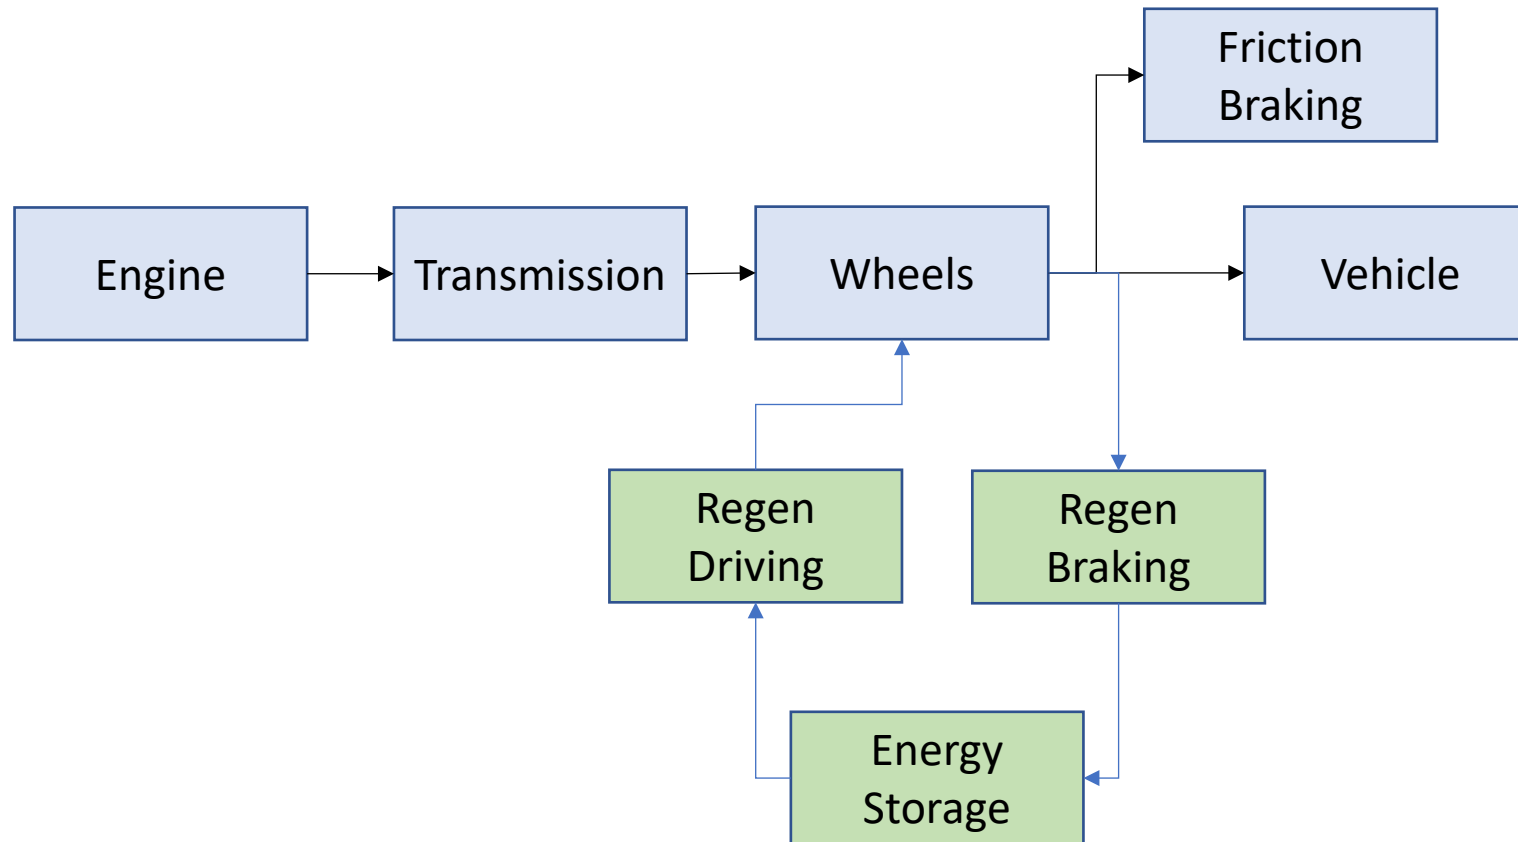 Friction
Braking
Engine
Transmission
Wheels
Vehicle
Regen
Driving
Regen
Braking
Energy
Storage